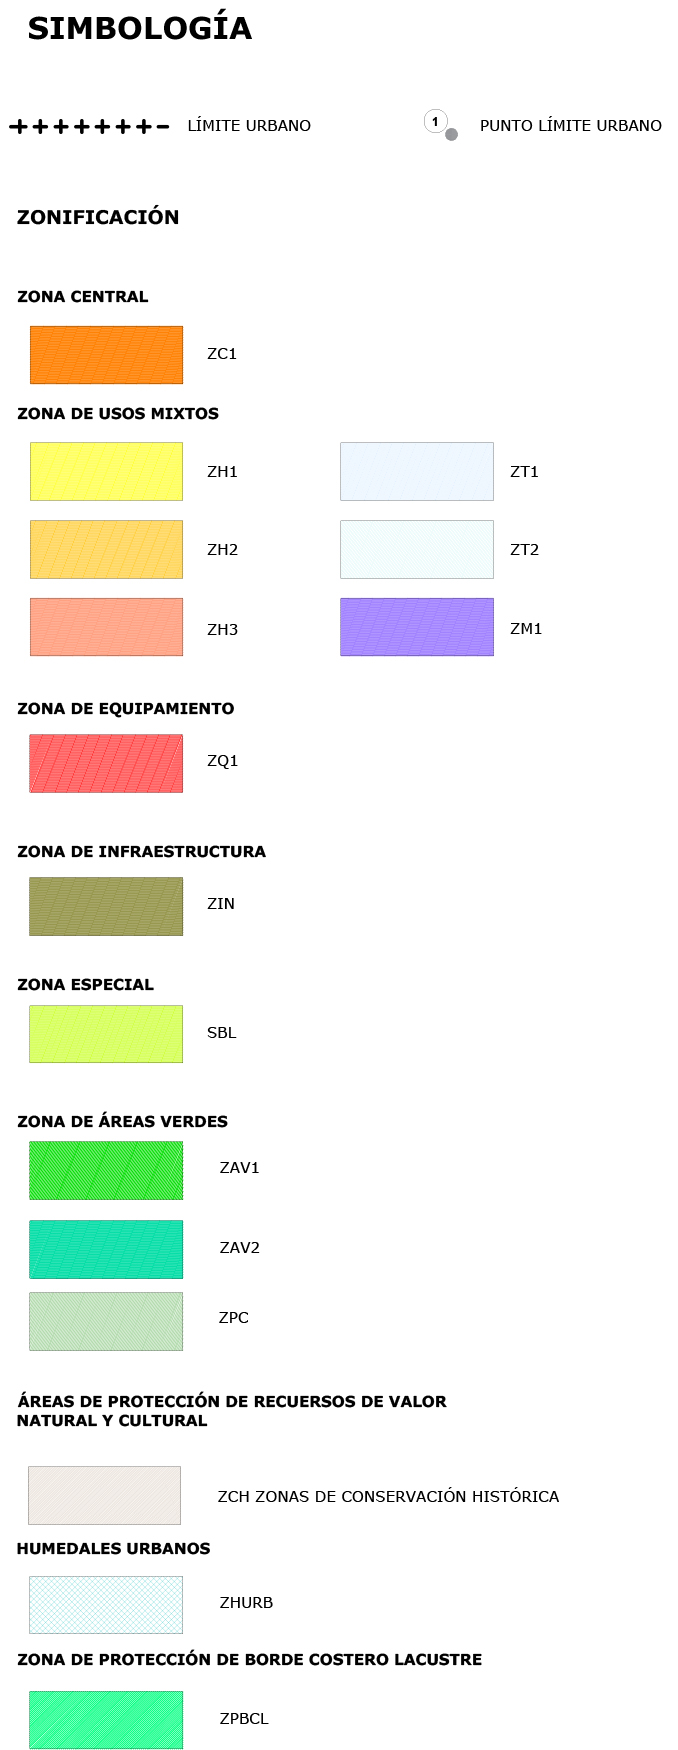 SIMBOLOGÍA
LÍMITE URBANO
1
PUNTO LÍMITE URBANO
ZONIFICACIÓN
ZONA CENTRAL
ZC1
ZONA DE USOS MIXTOS
ZH1
ZT1
ZH2
ZT2
ZH3
ZM1
ZONA DE EQUIPAMIENTO
ZQ1
ZONA DE INFRAESTRUCTURA
ZIN
ZONA ESPECIAL
SBL
ZONA DE ÁREAS VERDES
ZAV1
ZAV2
ZPC
ÁREAS DE PROTECCIÓN DE RECUERSOS DE VALOR
NATURAL Y CULTURAL
ZCH ZONAS DE CONSERVACIÓN HISTÓRICA
HUMEDALES URBANOS
ZHURB
ZONA DE PROTECCIÓN DE BORDE COSTERO LACUSTRE
ZPBCL